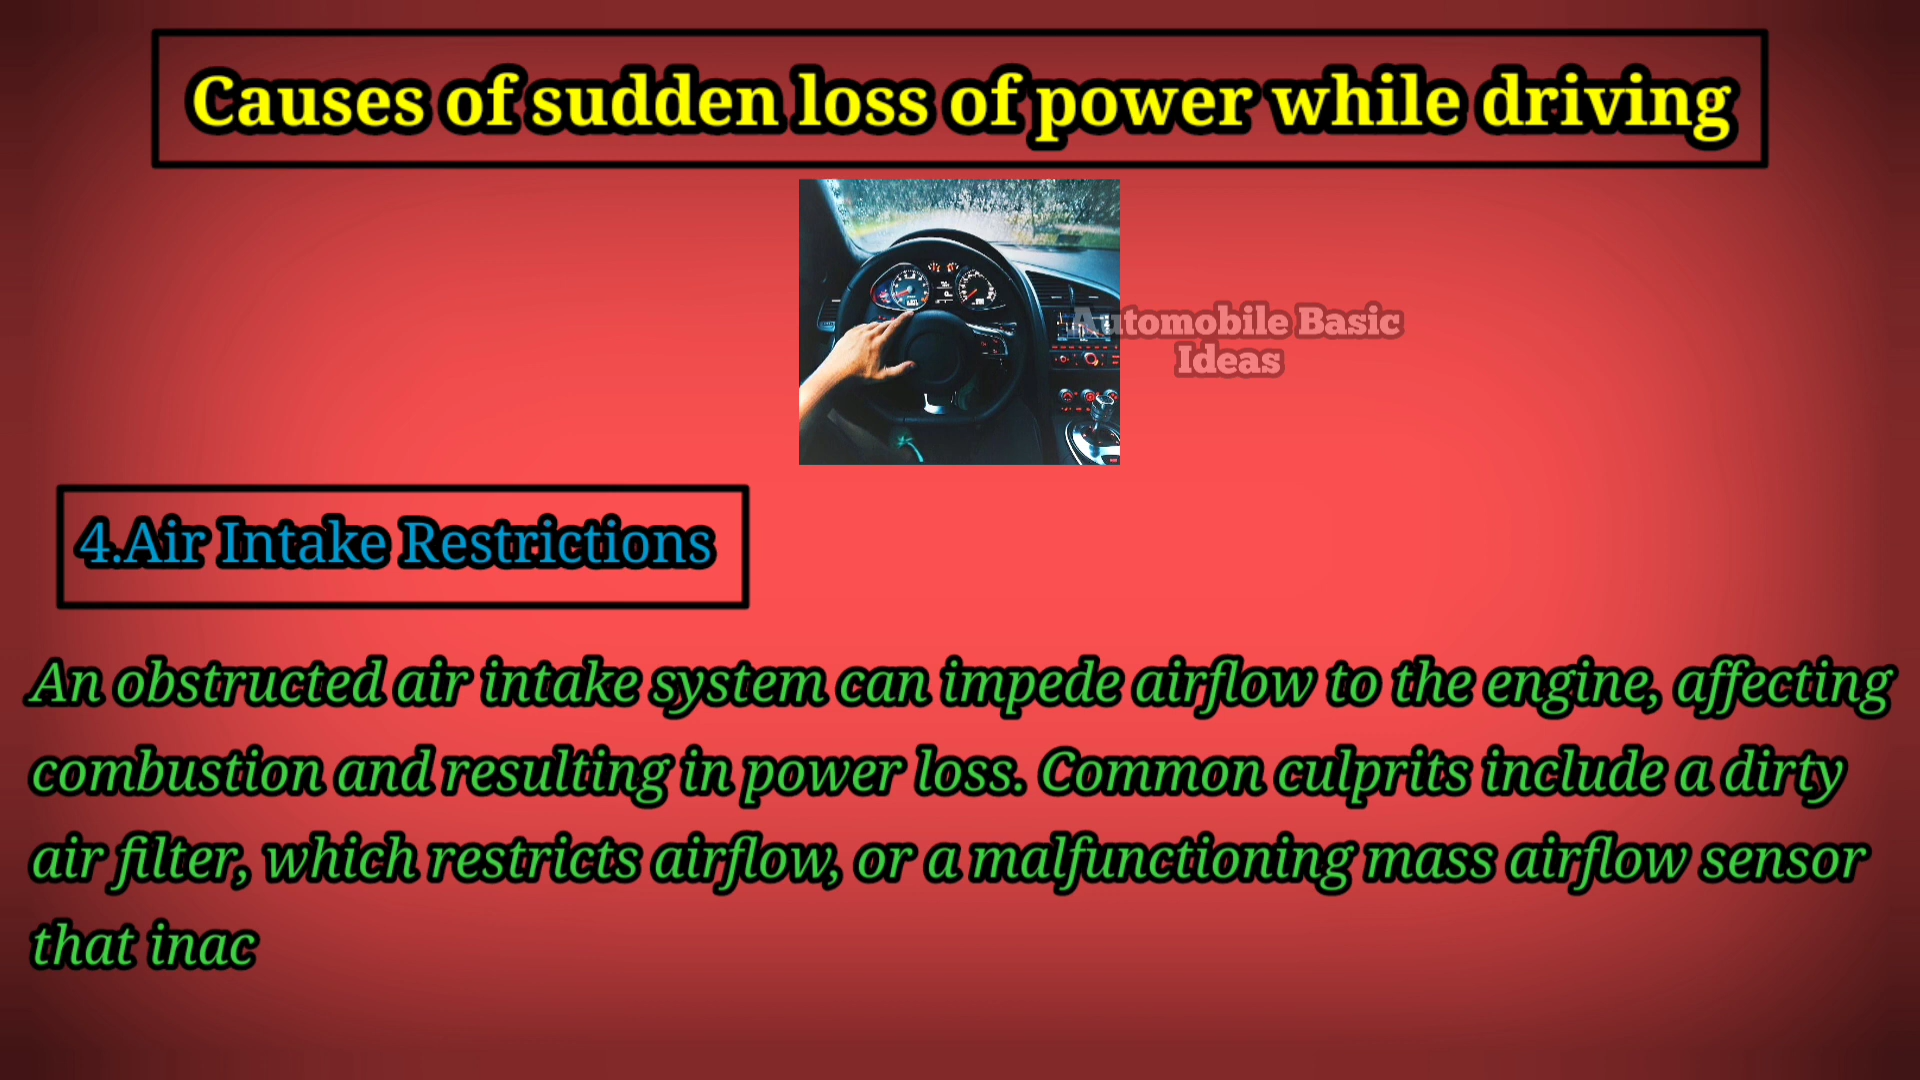 Causes of sudden loss of power while driving
Automobile Basic
Ideas
4.Air Intake Restrictions
An obstructed air intake system can impede airflow to the engine, affecting
combustion and resulting in power loss. Common culprits include a dirty
air filter, which restricts airflow, or a malfunctioning mass airflow sensor
that inac